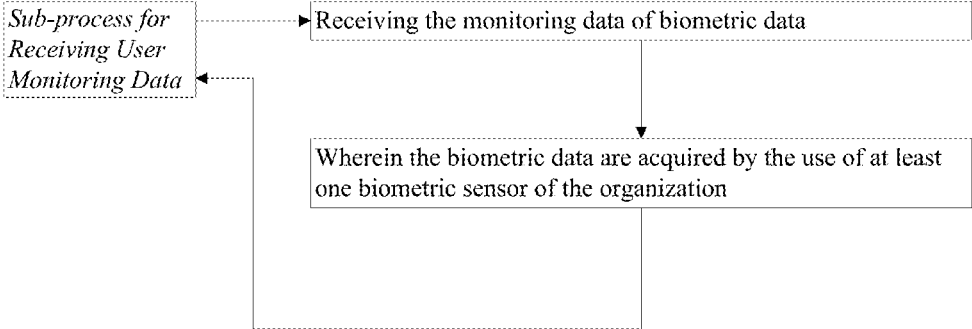 Sub-process for
Receiving User
Monitoring Data
Receiving the monitoring data of biometric data
Wherein the biometric data are acquired by the use of at least
one biometric sensor of the organization